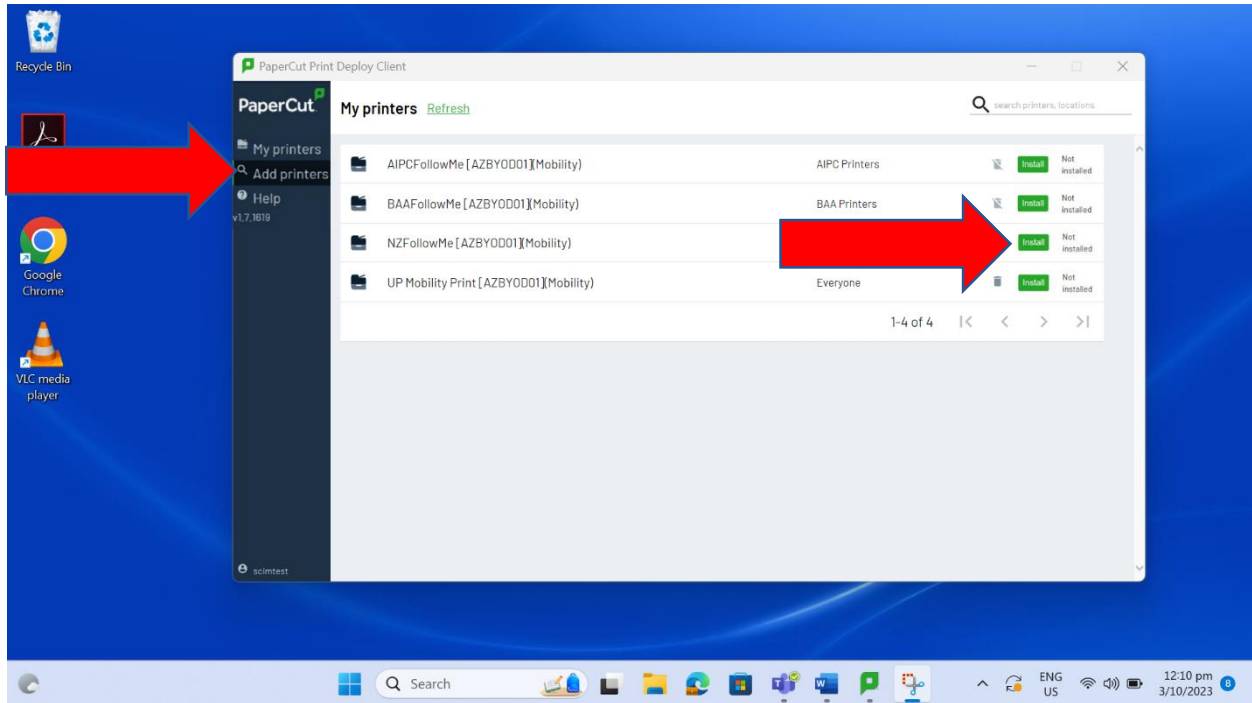 Recycle Bin
Google
Chrome
VLC media
player
PaperCut Print Deploy Client
PaperCut
My printers
Add printers
Help
v1,7,1619
scimtest
My printers Refresh
search printers, locations
AIPCFollowMe [AZBYOD01](Mobility) AIPC Printers Install Not installed
BAAFollowMe [AZBYOD01](Mobility) BAA Printers Install Not installed
NZFollowMe [AZBYOD01](Mobility) Install Not installed
UP Mobility Print [AZBYOD01](Mobility) Everyone Install Not installed
1-4 of 4
Search
ENG
US
12:10 pm
3/10/2023
8